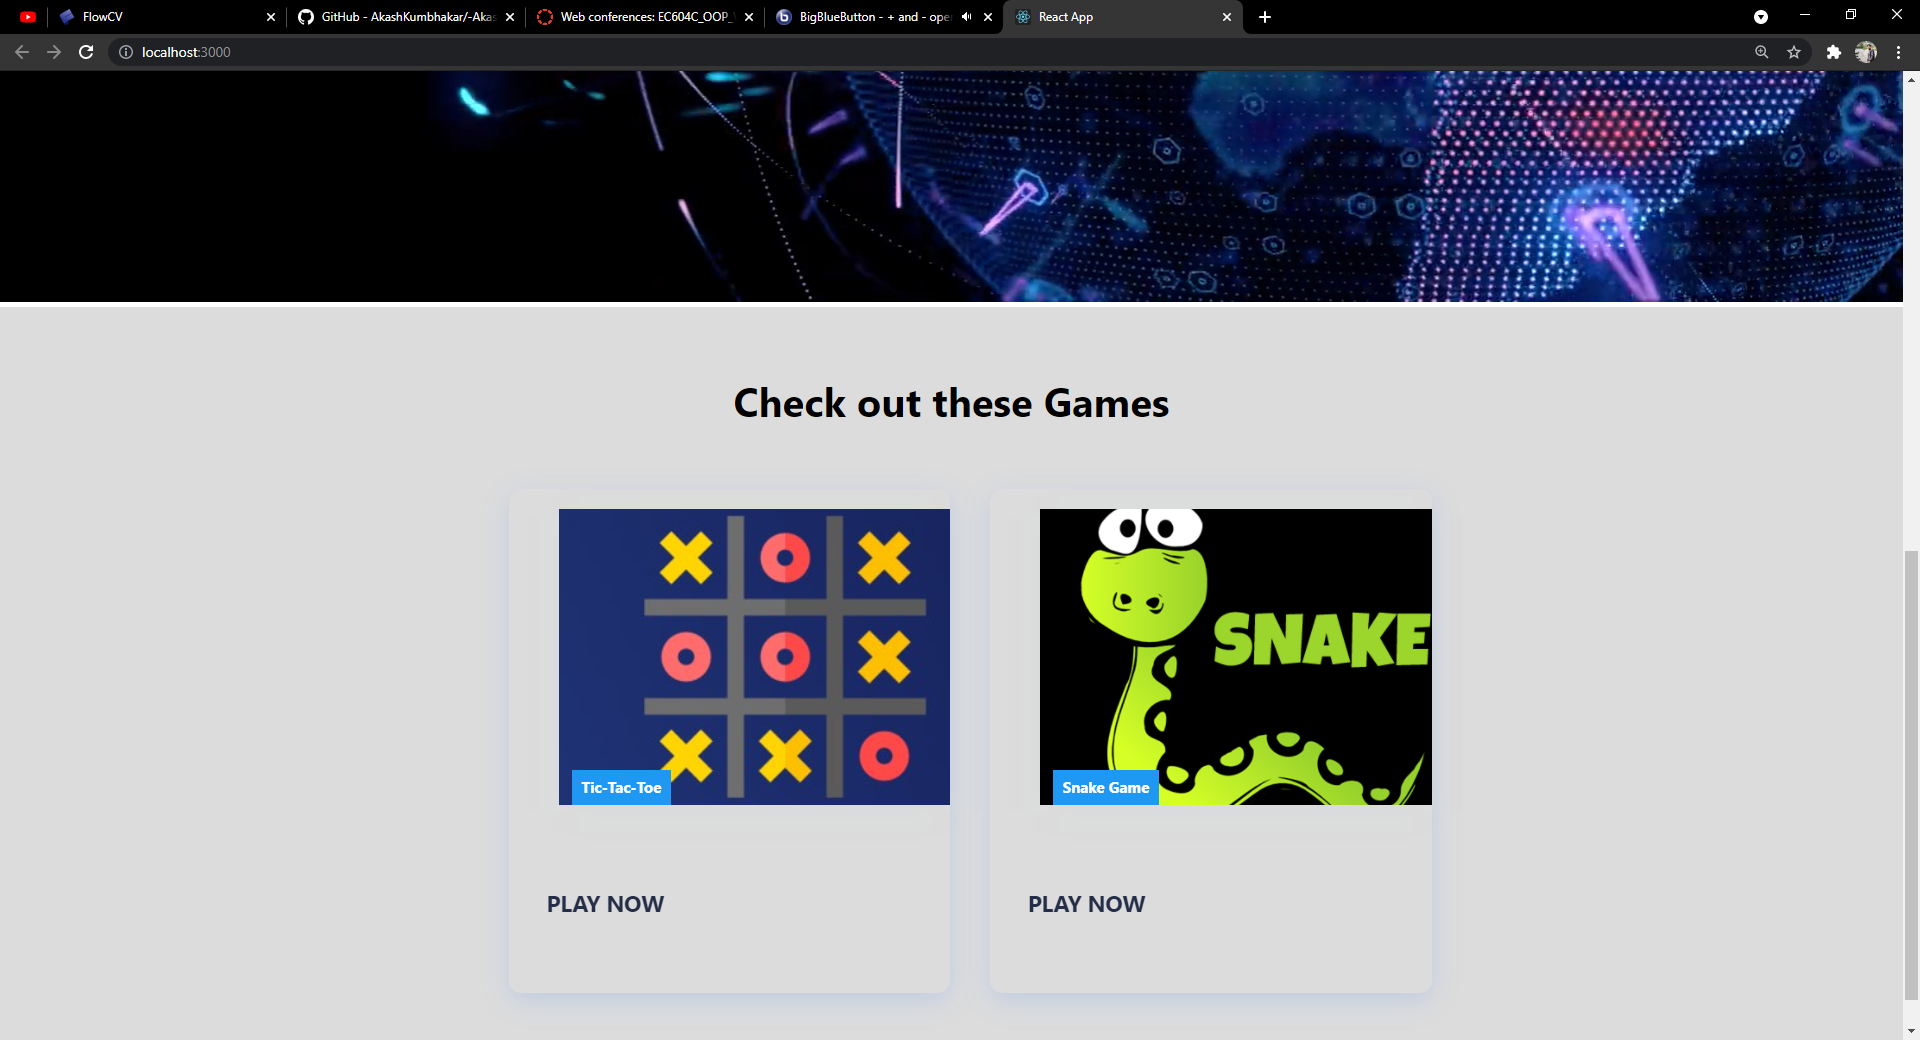 FlowCV
GitHub - AkashKumbhakar/-Akas
Web conferences: EC604C_OOP_
BigBlueButton - + and - ope
React App
localhost:3000
Check out these Games
SNAKE
Tic-Tac-Toe
Snake Game
PLAY NOW
PLAY NOW